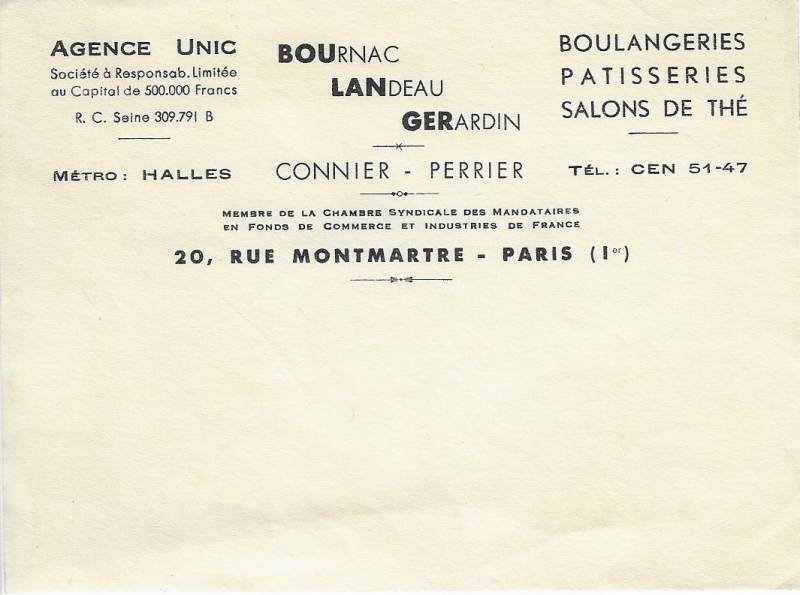 AGENCE UNIC
Société à Responsab. Limitée
au Capital de 500.000 Francs
R. C. Seine 309.791 B
MÉTRO : HALLES
BOURNAC
LANDEAU
GERARDIN
CONNIER - PERRIER
BOULANGERIES
PATISSERIES
SALONS DE THÉ
TÉL. : CEN 51-47
MEMBRE DE LA CHAMBRE SYNDICALE DES MANDATAIRES
EN FONDS DE COMMERCE ET INDUSTRIES DE FRANCE
20, RUE MONTMARTRE - PARIS (Ier)